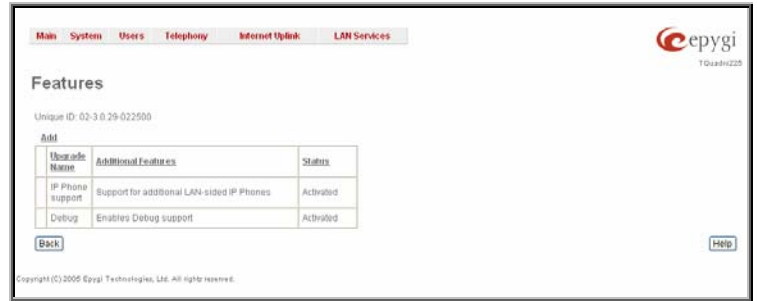 Main System Users Telephony Internet Uplink LAN Services
epygi
TQuadro225
Features
Unique ID: 02-3.0.29-022500
Add
Upgrade Name Additional Features Status
IP Phone support Support for additional LAN-sided IP Phones Activated
Debug Enables Debug support Activated
Back Help
Copyright (C) 2005 Epygi Technologies, Ltd. All rights reserved.